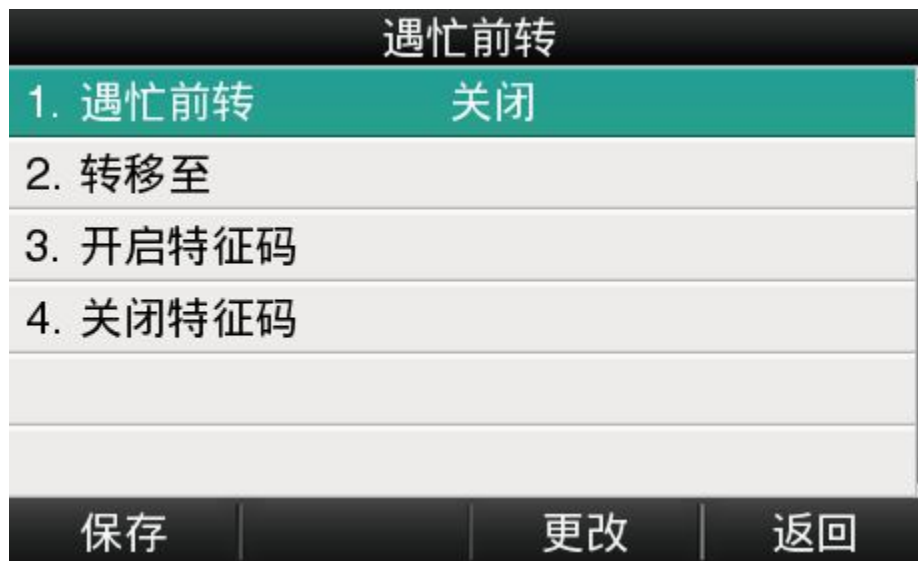 遇忙前转
1. 遇忙前转 关闭
2. 转移至
3. 开启特征码
4. 关闭特征码
保存 更改 返回